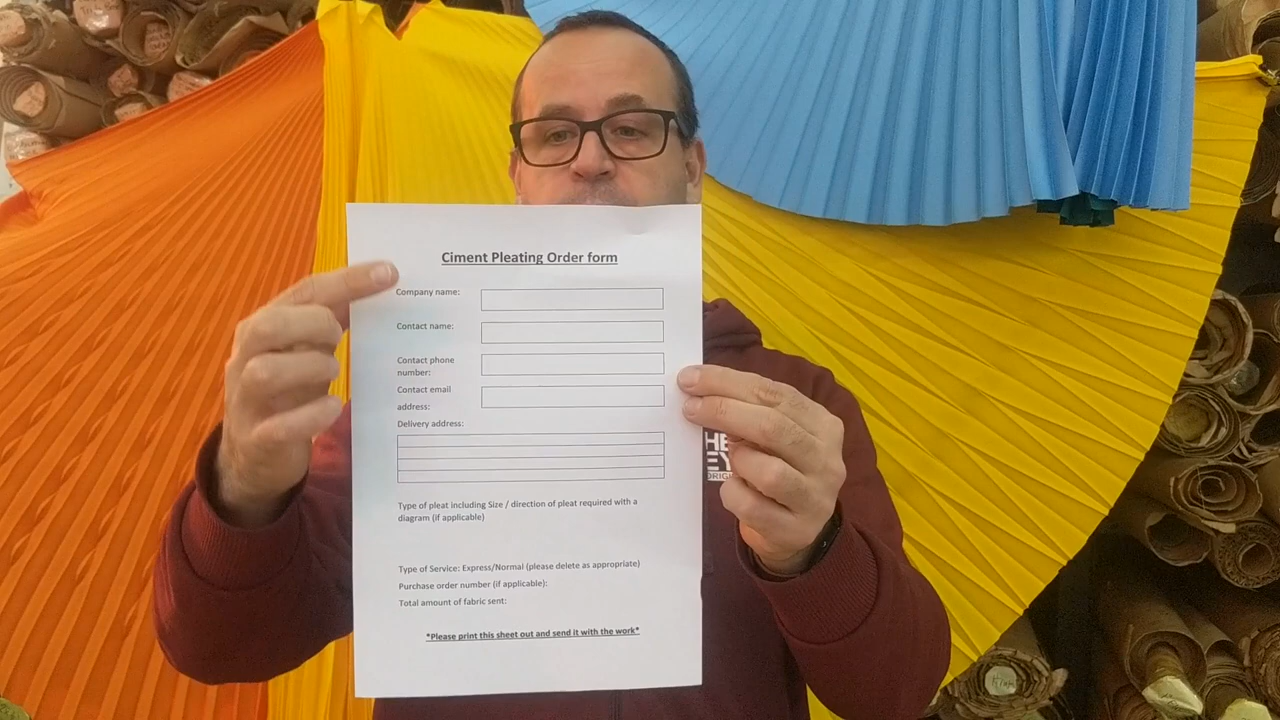 Ciment Pleating Order form
Company name:
Contact name:
Contact phone
number:
Contact email
address:
Delivery address:
Type of pleat including Size / direction of pleat required with a
diagram (if applicable)
Type of Service: Express/Normal (please delete as appropriate)
Purchase order number (if applicable):
Total amount of fabric sent:
*Please print this sheet out and send it with the work*
HE
EY
ORIG